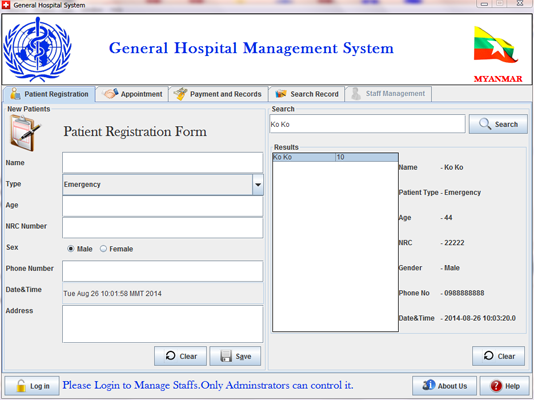 General Hospital System
General Hospital Management System
MYANMAR
Patient Registration
Appointment
Payment and Records
Search Record
Staff Management
New Patients
Patient Registration Form
Name
Type
Emergency
Age
NRC Number
Sex
Male
Female
Phone Number
Date&Time
Tue Aug 26 10:01:58 MMT 2014
Address
Clear
Save
Search
Ko Ko
Search
Results
Ko Ko 10
Name - Ko Ko
Patient Type - Emergency
Age - 44
NRC - 22222
Gender - Male
Phone No - 0988888888
Date&Time - 2014-08-26 10:03:20.0
Clear
Log in
Please Login to Manage Staffs.Only Adminstrators can control it.
About Us
Help